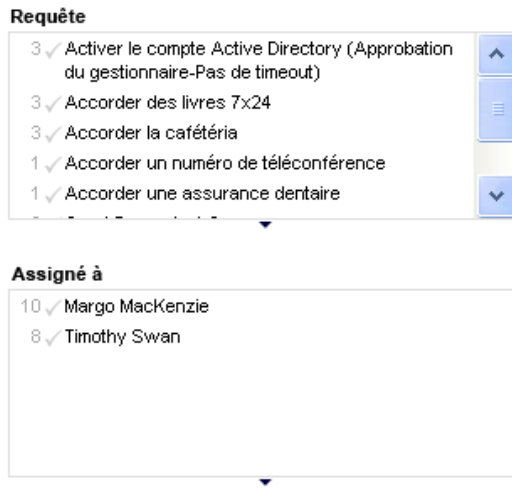 Requête
3 Activer le compte Active Directory (Approbation
du gestionnaire-Pas de timeout)
3 Accorder des livres 7x24
3 Accorder la cafétéria
1 Accorder un numéro de téléconférence
1 Accorder une assurance dentaire
Assigné à
10 Margo MacKenzie
8 Timothy Swan